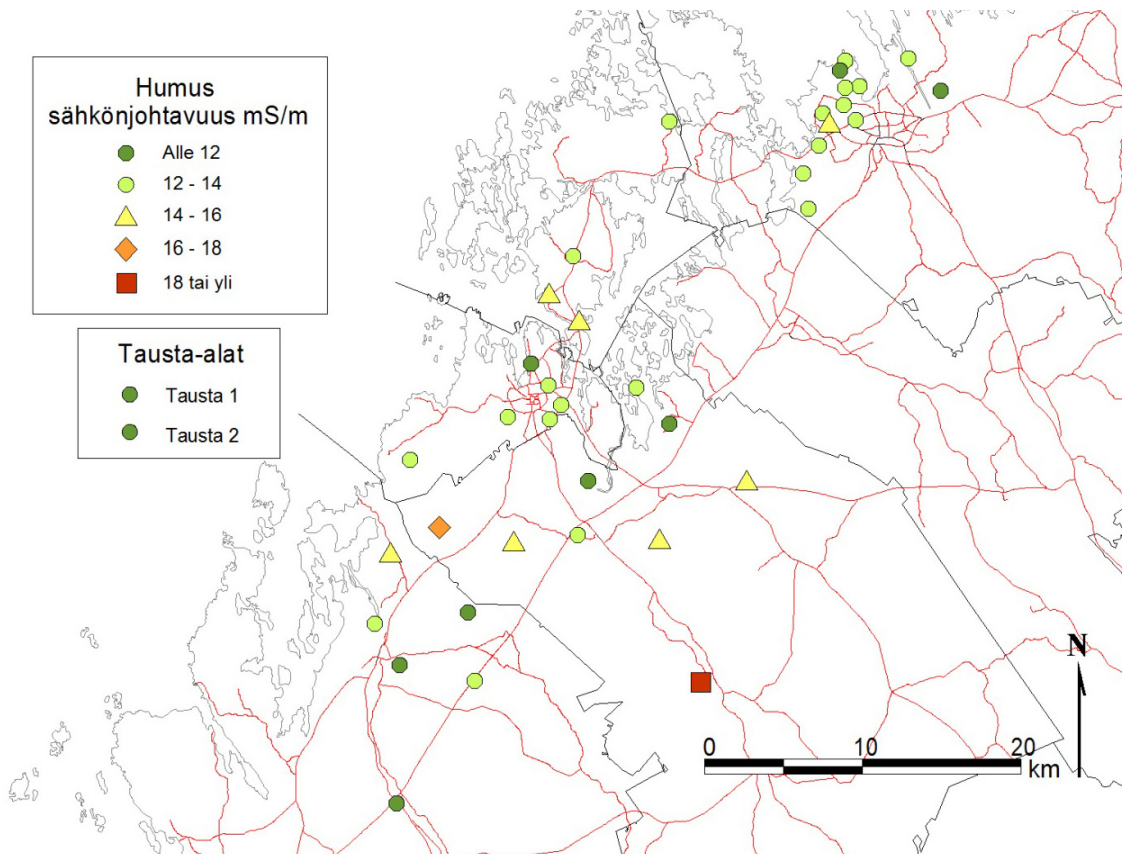 Humus
sähkönjohtavuus mS/m
Alle 12
12 - 14
14 - 16
16 - 18
18 tai yli
Tausta-alat
Tausta 1
Tausta 2
N
0 10 20
km